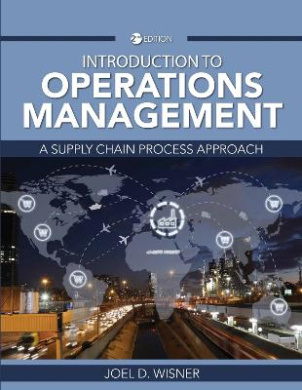 2nd EDITION
INTRODUCTION TO
OPERATIONS
MANAGEMENT
A SUPPLY CHAIN PROCESS APPROACH
JOEL D. WISNER